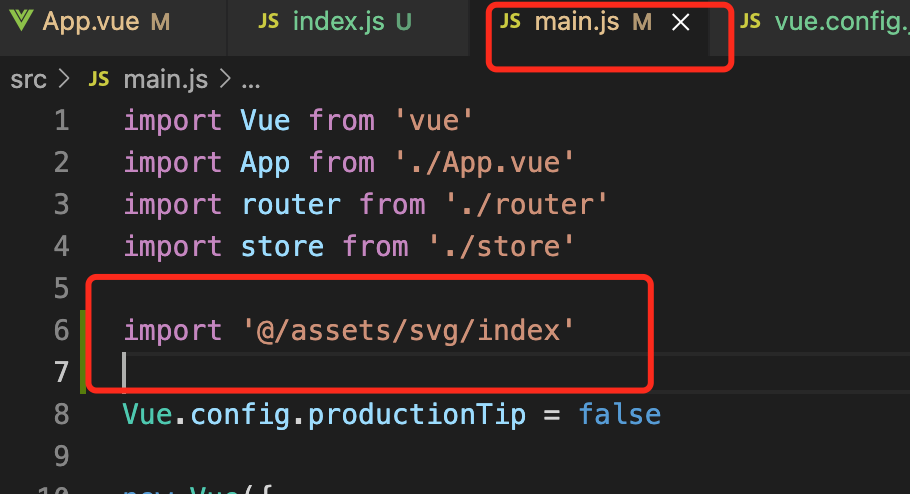 App.vue M JS index.js U JS main.js M JS vue.config.
src > JS main.js > ...
1 import Vue from 'vue'
2 import App from './App.vue'
3 import router from './router'
4 import store from './store'
5
6 import '@/assets/svg/index'
7
8 Vue.config.productionTip = false
9
10 new Vue({